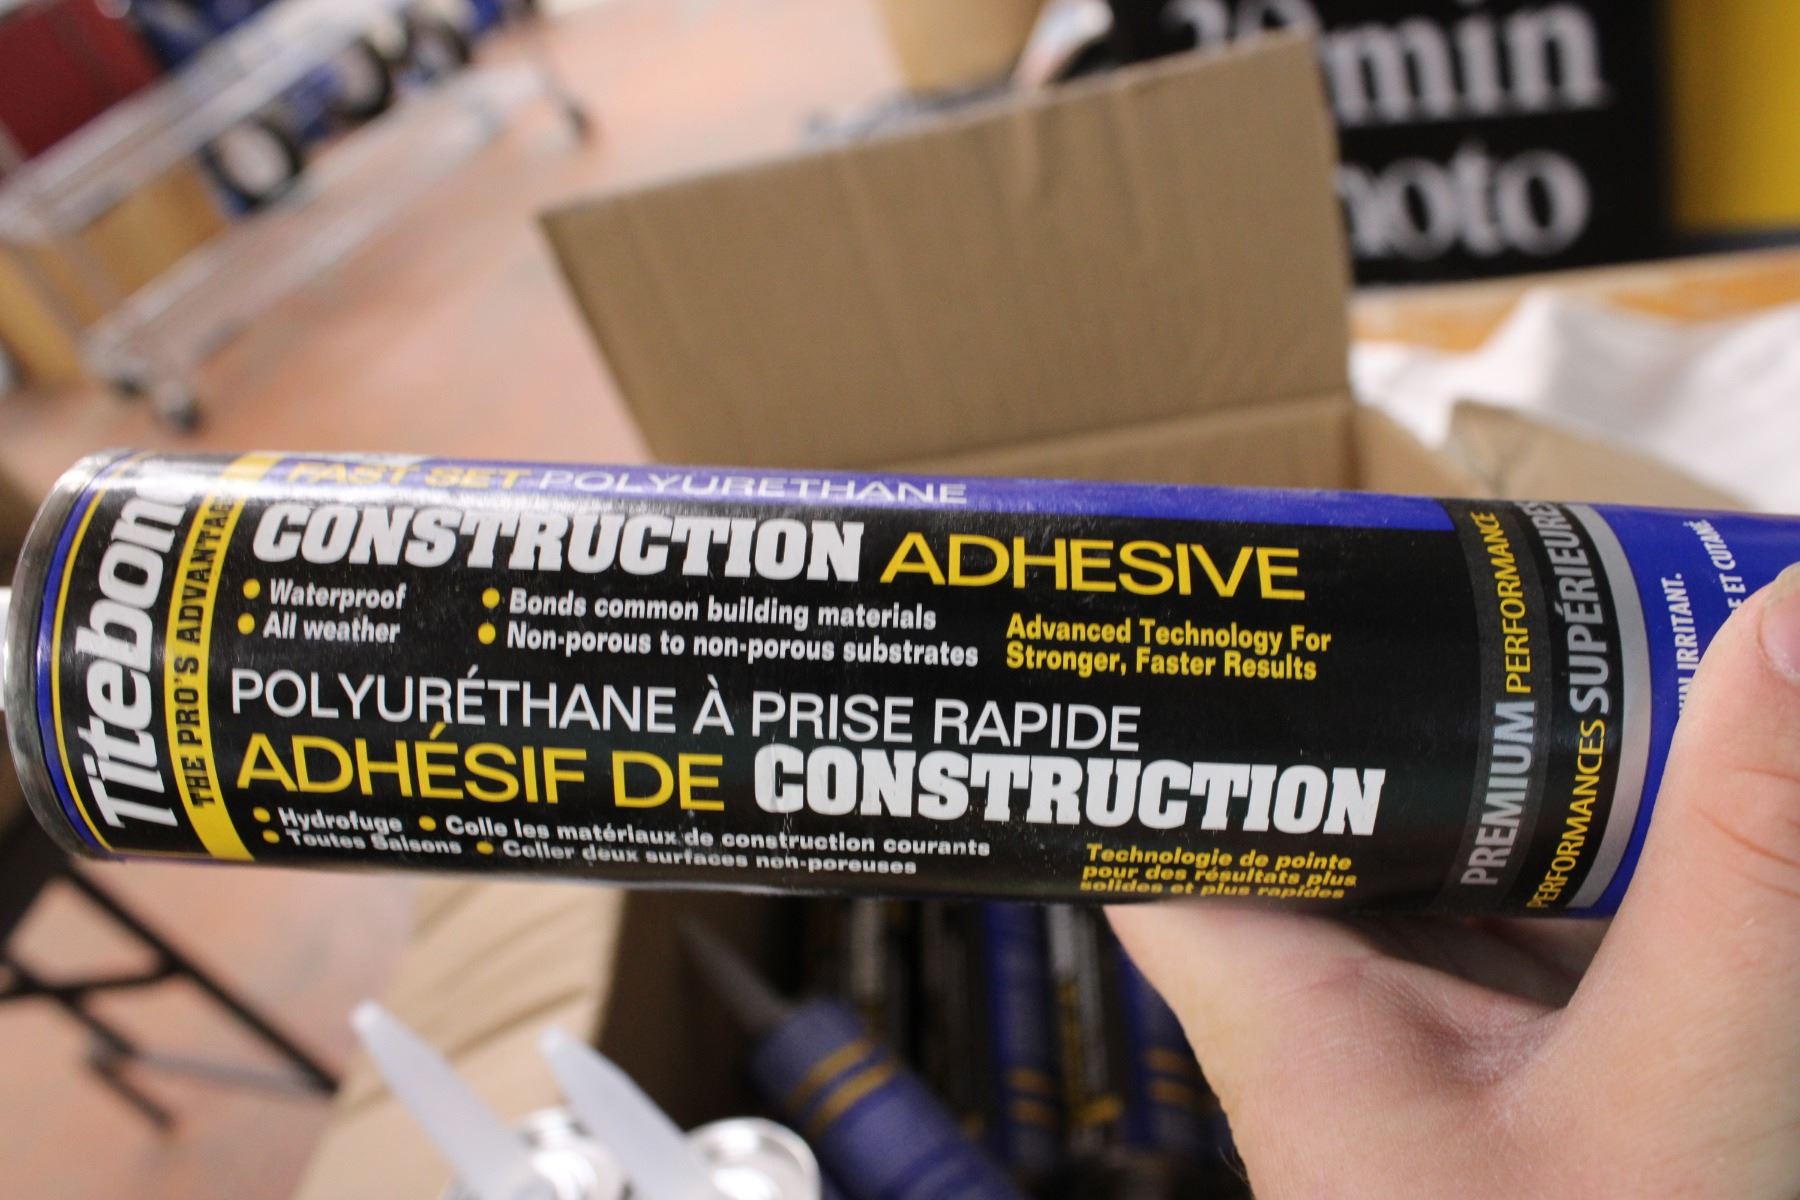 min
Titebond
THE PRO'S ADVANTAGE
FAST SET POLYURETHANE
CONSTRUCTION ADHESIVE
• Waterproof
• All weather
• Bonds common building materials
• Non-porous to non-porous substrates
Advanced Technology For
Stronger, Faster Results
POLYURÉTHANE À PRISE RAPIDE
ADHÉSIF DE CONSTRUCTION
• Hydrofuge
• Toutes Saisons
• Colle les matériaux de construction courants
• Coller deux surfaces non-poreuses
Technologie de pointe
pour des résultats plus
solides et plus rapides
PREMIUM PERFORMANCE
PERFORMANCES SUPÉRIEURES
IRRITANT.
ET CUTANÉ